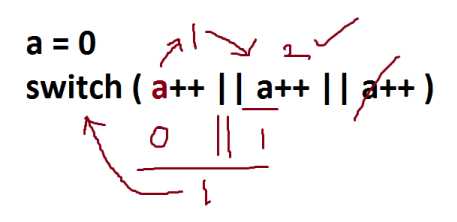 a = 0
1 2
switch ( a++ || a++ || a++ )
0 || 1
1